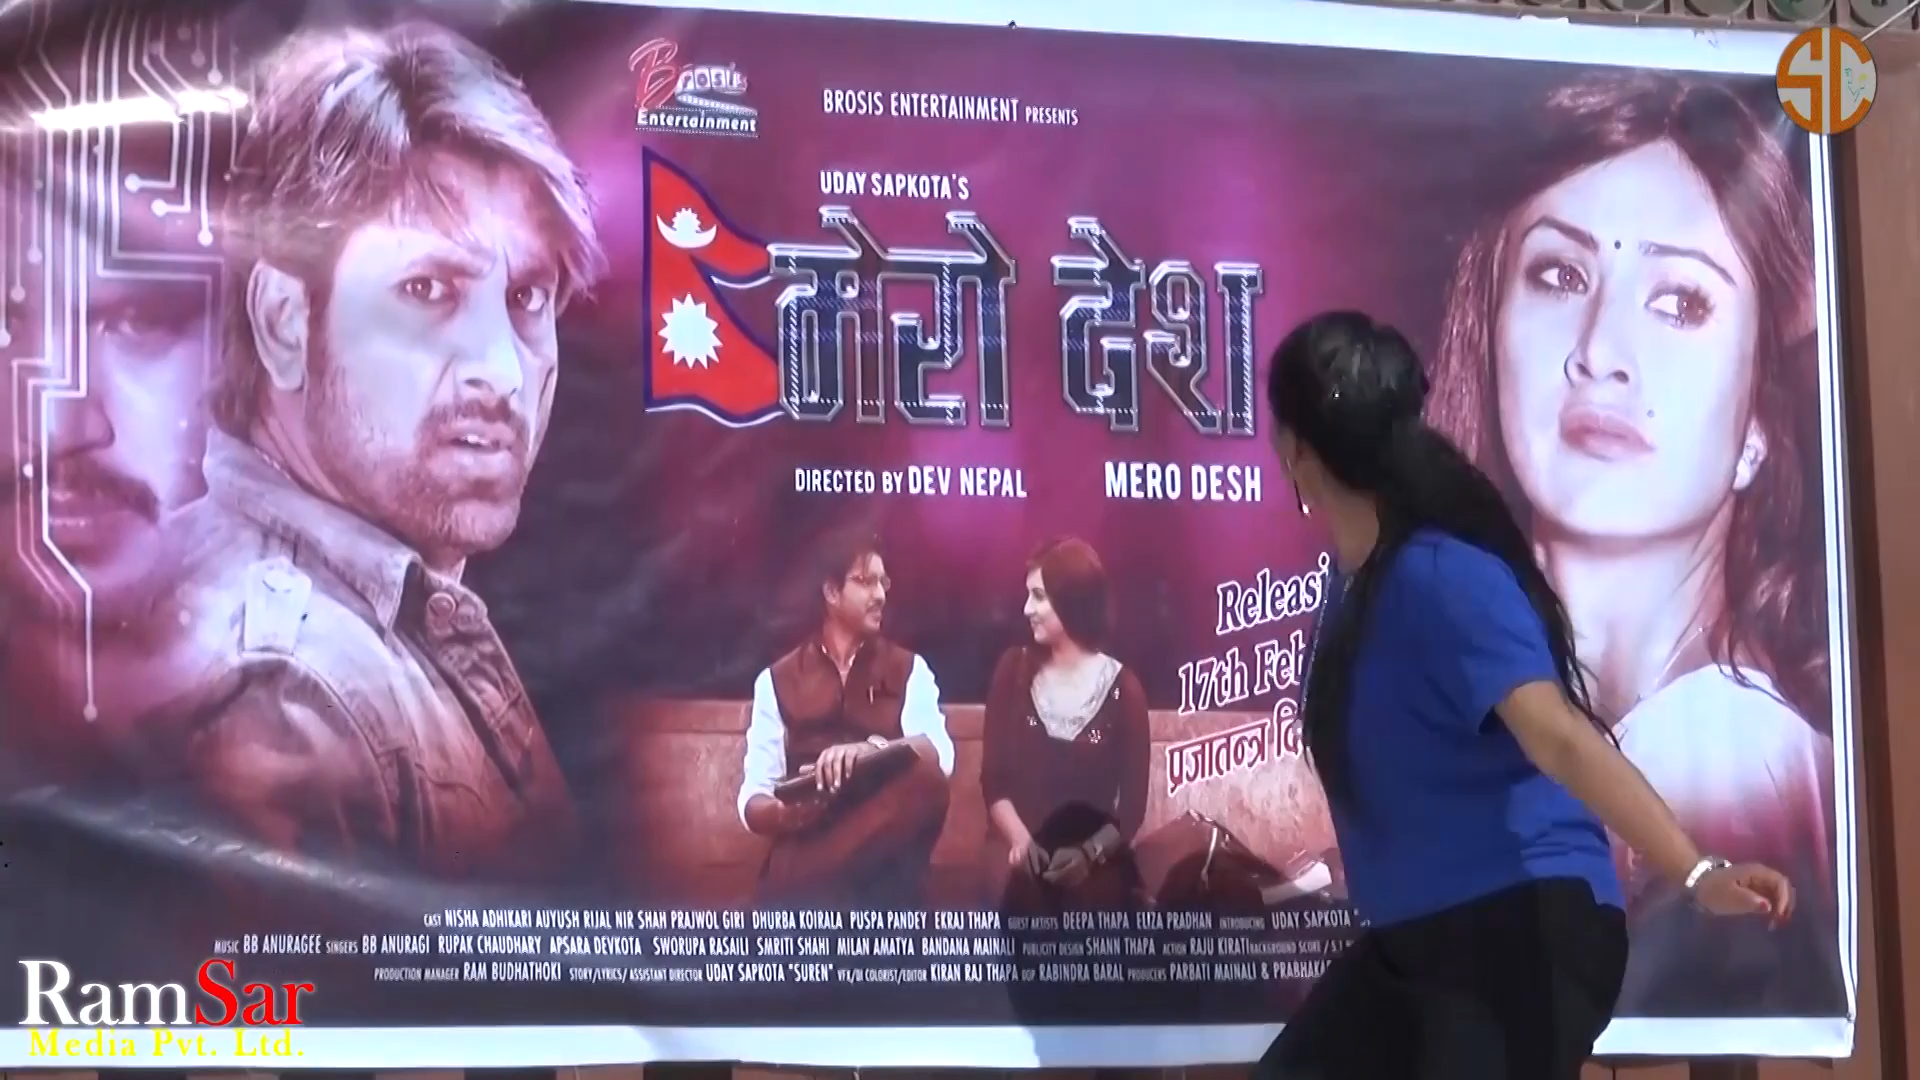 Brosis
Entertainment
BROSIS ENTERTAINMENT PRESENTS
SC
UDAY SAPKOTA'S
मेरो देश
DIRECTED BY DEV NEPAL
MERO DESH
Releasi
17th Feb
प्रजातन्त्र दि
CAST NISHA ADHIKARI AUYUSH RIJAL NIR SHAH PRAJWOL GIRI DHURBA KOIRALA PUSPA PANDEY EKRAJ THAPA GUEST ARTISTS DEEPA THAPA ELIZA PRADHAN INTRODUCING UDAY SAPKOTA "
MUSIC BB ANURAGEE SINGERS BB ANURAGI RUPAK CHAUDHARY APSARA DEVKOTA SWORUPA RASAILI SMRITI SHAHI MILAN AMATYA BANDANA MAINALI PUBLICITY DESIGN SHANN THAPA ACTION RAJU KIRATI BACKGROUND SCORE /
PRODUCTION MANAGER RAM BUDHATHOKI STORY/LYRICS/ ASSISTANT DIRECTOR UDAY SAPKOTA "SUREN" VFX/DI COLORIST/EDITOR KIRAN RAJ THAPA DOP RABINDRA BARAL PRODUCERS PARBATI MAINALI & PRABHAKA
RamSar
Media Pvt. Ltd.